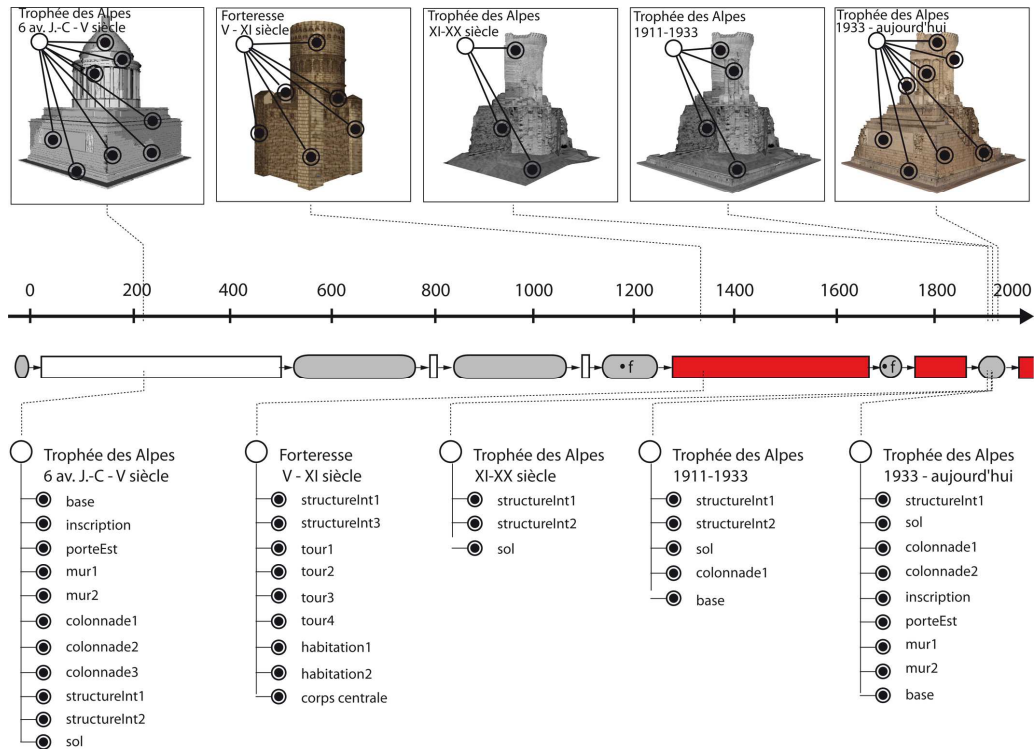 Trophée des Alpes
6 av. J.-C - V siècle
Forteresse
V - XI siècle
Trophée des Alpes
XI-XX siècle
Trophée des Alpes
1911-1933
Trophée des Alpes
1933 - aujourd'hui
0 200 400 600 800 1000 1200 1400 1600 1800 2000
f f
Trophée des Alpes
6 av. J.-C - V siècle
base
inscription
porteEst
mur1
mur2
colonnade1
colonnade2
colonnade3
structureInt1
structureInt2
sol
Forteresse
V - XI siècle
structureInt1
structureInt3
tour1
tour2
tour3
tour4
habitation1
habitation2
corps centrale
Trophée des Alpes
XI-XX siècle
structureInt1
structureInt2
sol
Trophée des Alpes
1911-1933
structureInt1
structureInt2
sol
colonnade1
base
Trophée des Alpes
1933 - aujourd'hui
structureInt1
sol
colonnade1
colonnade2
inscription
porteEst
mur1
mur2
base